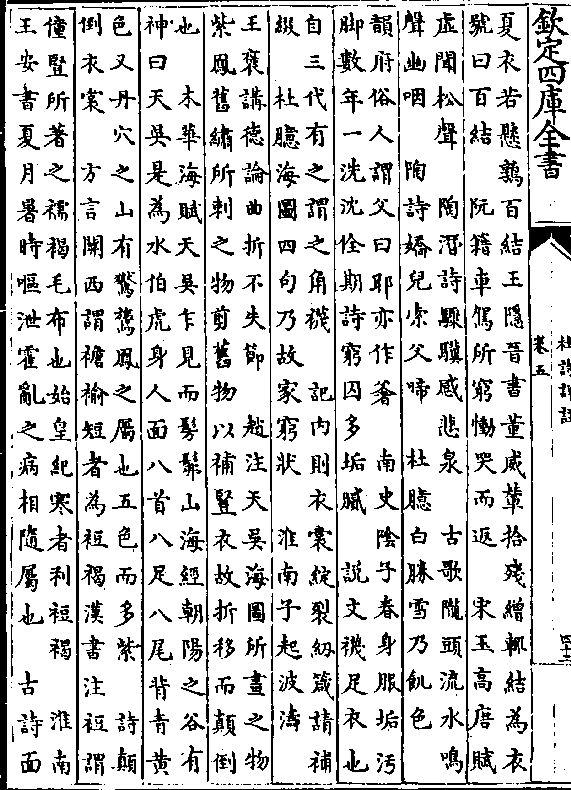 欽定四庫全書
夏衣若懸鶉百結王隱晉書董威輦拾殘繒輒結為衣
號曰百結 阮籍車駕所窮慟哭而返 宋玉高唐賦
虛聞松聲 陶潛詩騾驥感悲泉 古歌隴頭流水鳴
聲幽咽 陶詩嬌兒索父啼 杜臆白勝雪乃飢色
韻府俗人謂父曰耶亦作爺 南史陰子春身服垢污
脚數年一洗沈佺期詩窮囚多垢膩 說文襪足衣也
自三代有之謂之角襪 記内則衣裳綻裂紉箴請補
綴 杜臆海圖四句乃故家窮狀 淮南子起波濤
王褒講德論曲折不失節 趙注天吳海圖所畫之物
紫鳳舊繡所刺之物剪舊物以補豎衣故折移而顛倒
也 木華海賦天吳乍見而髣髴山海經朝陽之谷有
神曰天吳是為水伯虎身人面八首八足八尾背青黄
色又丹穴之山有鸑鷟鳳之屬也五色而多紫 詩顛
倒衣裳 方言關西謂襜褕短者為裋褐漢書注裋謂
僮豎所著之襦褐毛布也始皇紀寒者利裋褐 淮南
王安書夏月暑時嘔泄霍亂之病相隨屬也 古詩面
杜詩詳註
卷五
四十二